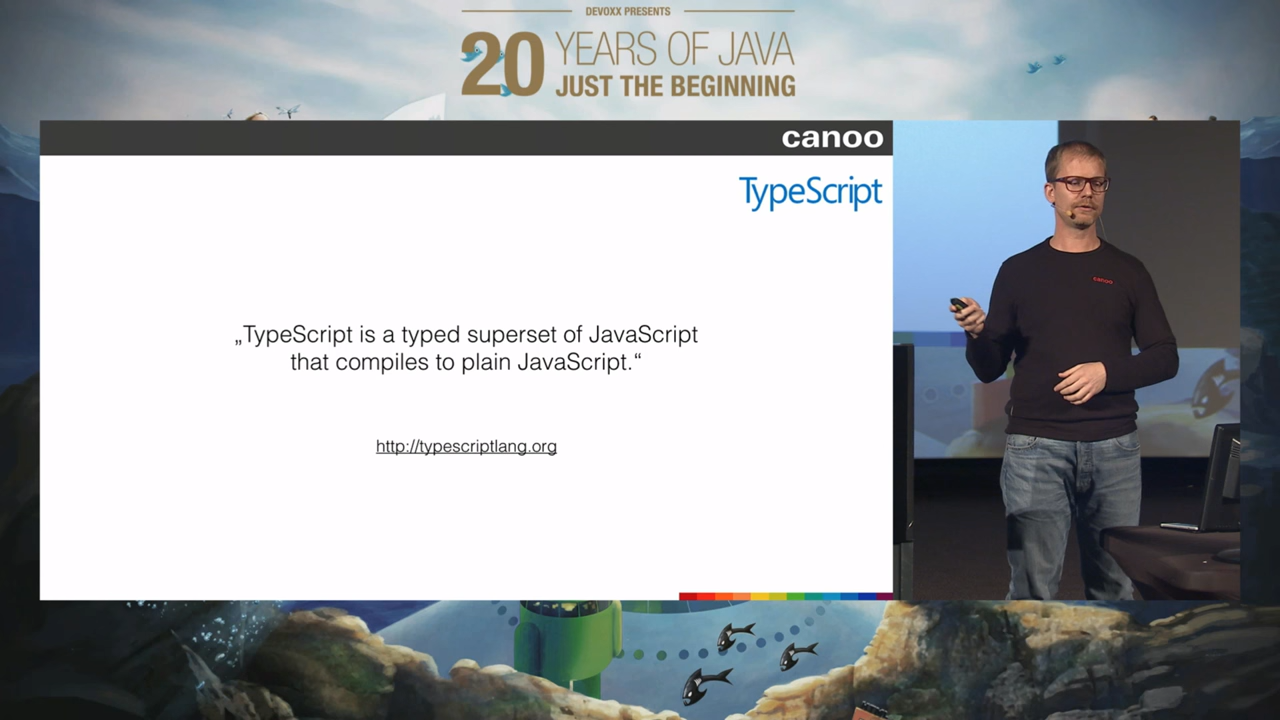 DEVOXX PRESENTS
20 YEARS OF JAVA
JUST THE BEGINNING
canoo
TypeScript
„TypeScript is a typed superset of JavaScript
that compiles to plain JavaScript.“
http://typescriptlang.org
canoo